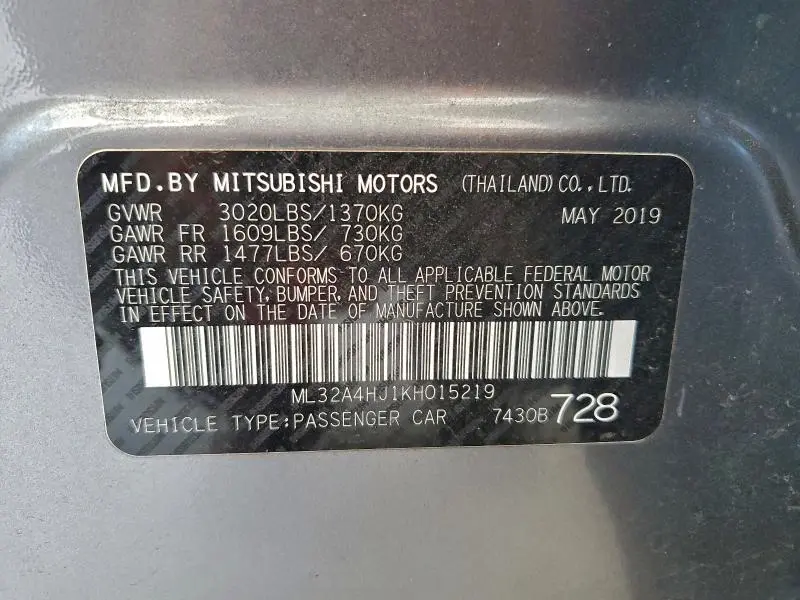 MFD.BY MITSUBISHI MOTORS (THAILAND) CO., LTD.
GVWR 3020LBS/1370KG MAY 2019
GAWR FR 1609LBS/ 730KG
GAWR RR 1477LBS/ 670KG
THIS VEHICLE CONFORMS TO ALL APPLICABLE FEDERAL MOTOR
VEHICLE SAFETY, BUMPER, AND THEFT PREVENTION STANDARDS
IN EFFECT ON THE DATE OF MANUFACTURE SHOWN ABOVE.
ML32A4HJ1KH015219
VEHICLE TYPE:PASSENGER CAR 7430B 728